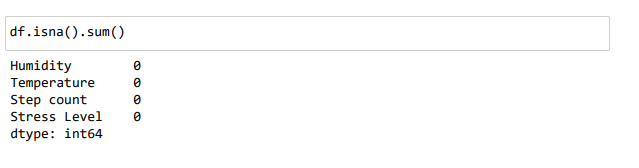 df.isna().sum()
Humidity 0
Temperature 0
Step count 0
Stress Level 0
dtype: int64